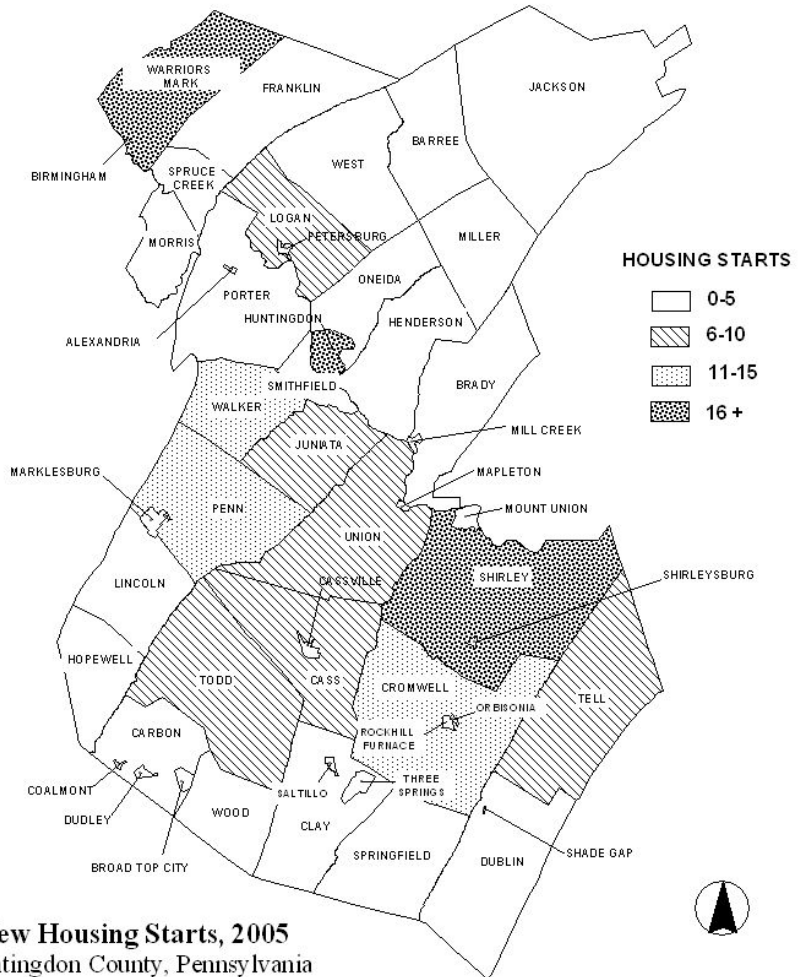 WARRIORS
MARK
FRANKLIN
JACKSON
BARREE
WEST
BIRMINGHAM
SPRUCE
CREEK
LOGAN
PETERSBURG
MORRIS
MILLER
ONEIDA
PORTER
HUNTINGDON
HENDERSON
ALEXANDRIA
HOUSING STARTS
0-5
6-10
11-15
16 +
SMITHFIELD
BRADY
WALKER
JUNIATA
MILL CREEK
MARKLESBURG
MAPLETON
PENN
MOUNT UNION
UNION
CASSVILLE
SHIRLEY
SHIRLEYSBURG
LINCOLN
HOPEWELL
TODD
CASS
CROMWELL
TELL
ORBISONIA
CARBON
ROCKHILL
FURNACE
COALMONT
SALTILLO
THREE
SPRINGS
DUDLEY
WOOD
CLAY
BROAD TOP CITY
SPRINGFIELD
DUBLIN
SHADE GAP
ew Housing Starts, 2005
ntingdon County, Pennsylvania